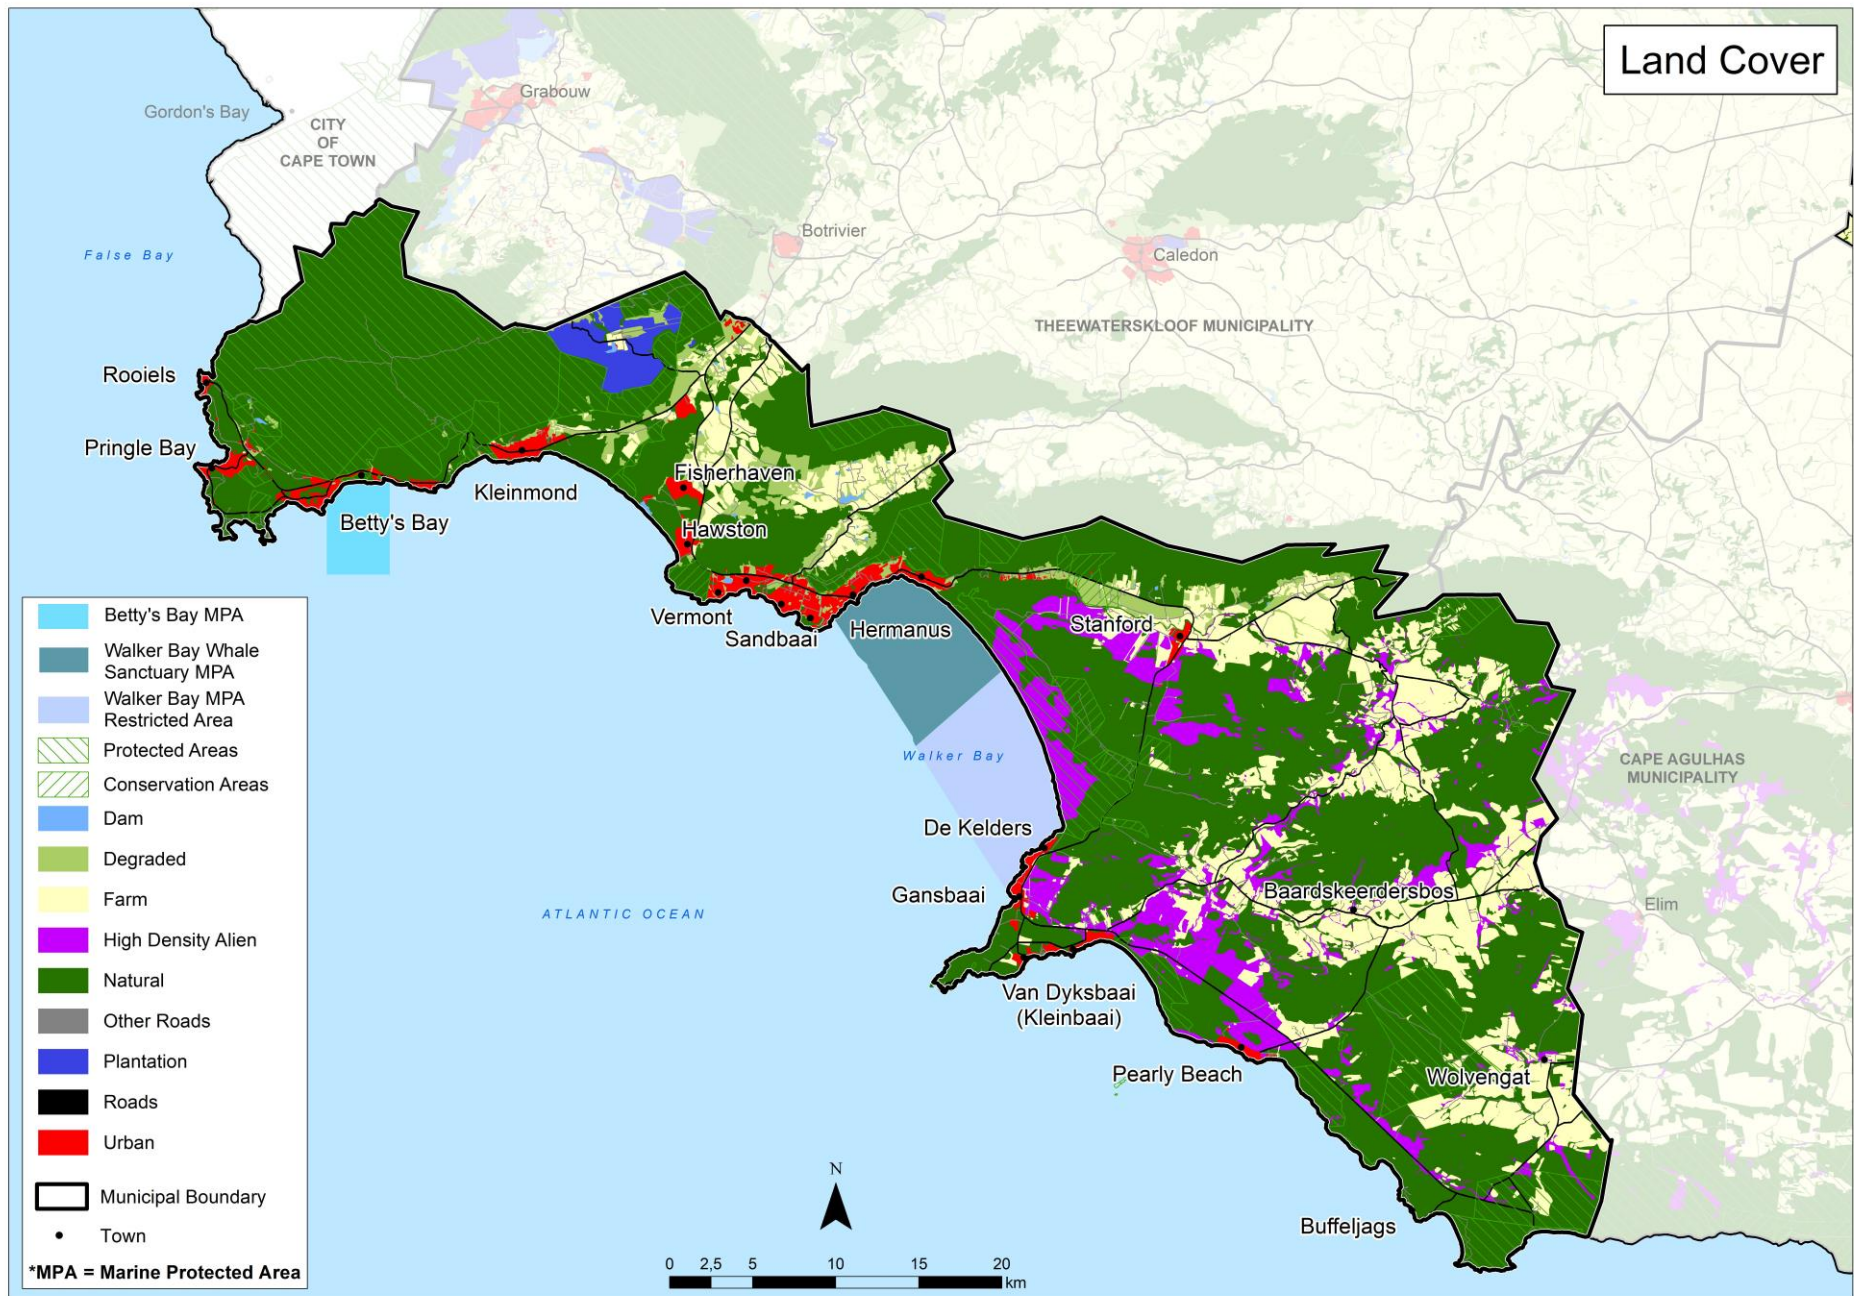 Land Cover
Grabouw
Gordon's Bay
CITY
OF
CAPE TOWN
Botrivier
Caledon
False Bay
THEEWATERSKLOOF MUNICIPALITY
Rooiels
Pringle Bay
Fisherhaven
Kleinmond
Betty's Bay
Hawston
Vermont
Sandbaai
Hermanus
Stanford
Walker Bay
CAPE AGULHAS
MUNICIPALITY
De Kelders
Gansbaai
Baardskeerdersbos
Elim
ATLANTIC OCEAN
Van Dyksbaai
(Kleinbaai)
Pearly Beach
Wolvengat
Buffeljags
Betty's Bay MPA
Walker Bay Whale
Sanctuary MPA
Walker Bay MPA
Restricted Area
Protected Areas
Conservation Areas
Dam
Degraded
Farm
High Density Alien
Natural
Other Roads
Plantation
Roads
Urban
Municipal Boundary
Town
*MPA = Marine Protected Area
N
0 2,5 5 10 15 20
km